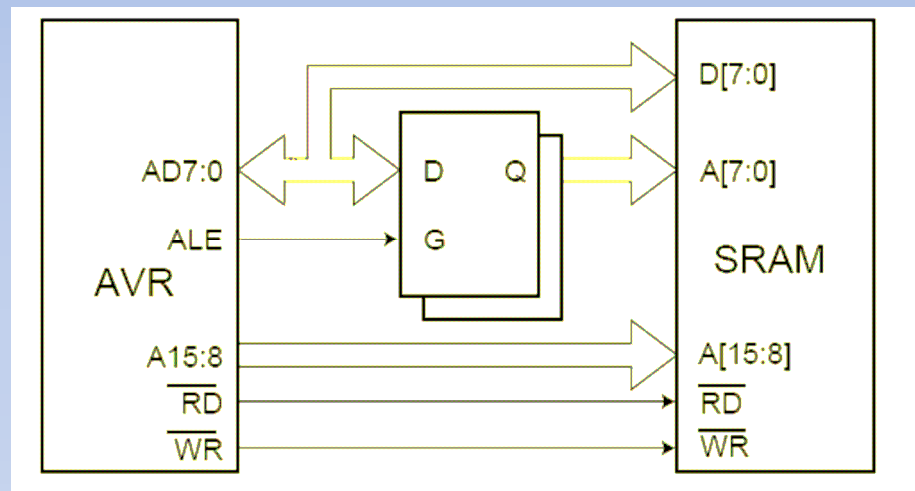 D[7:0]
AD7:0
D
Q
A[7:0]
ALE
G
AVR
SRAM
A15:8
A[15:8]
RD
RD
WR
WR